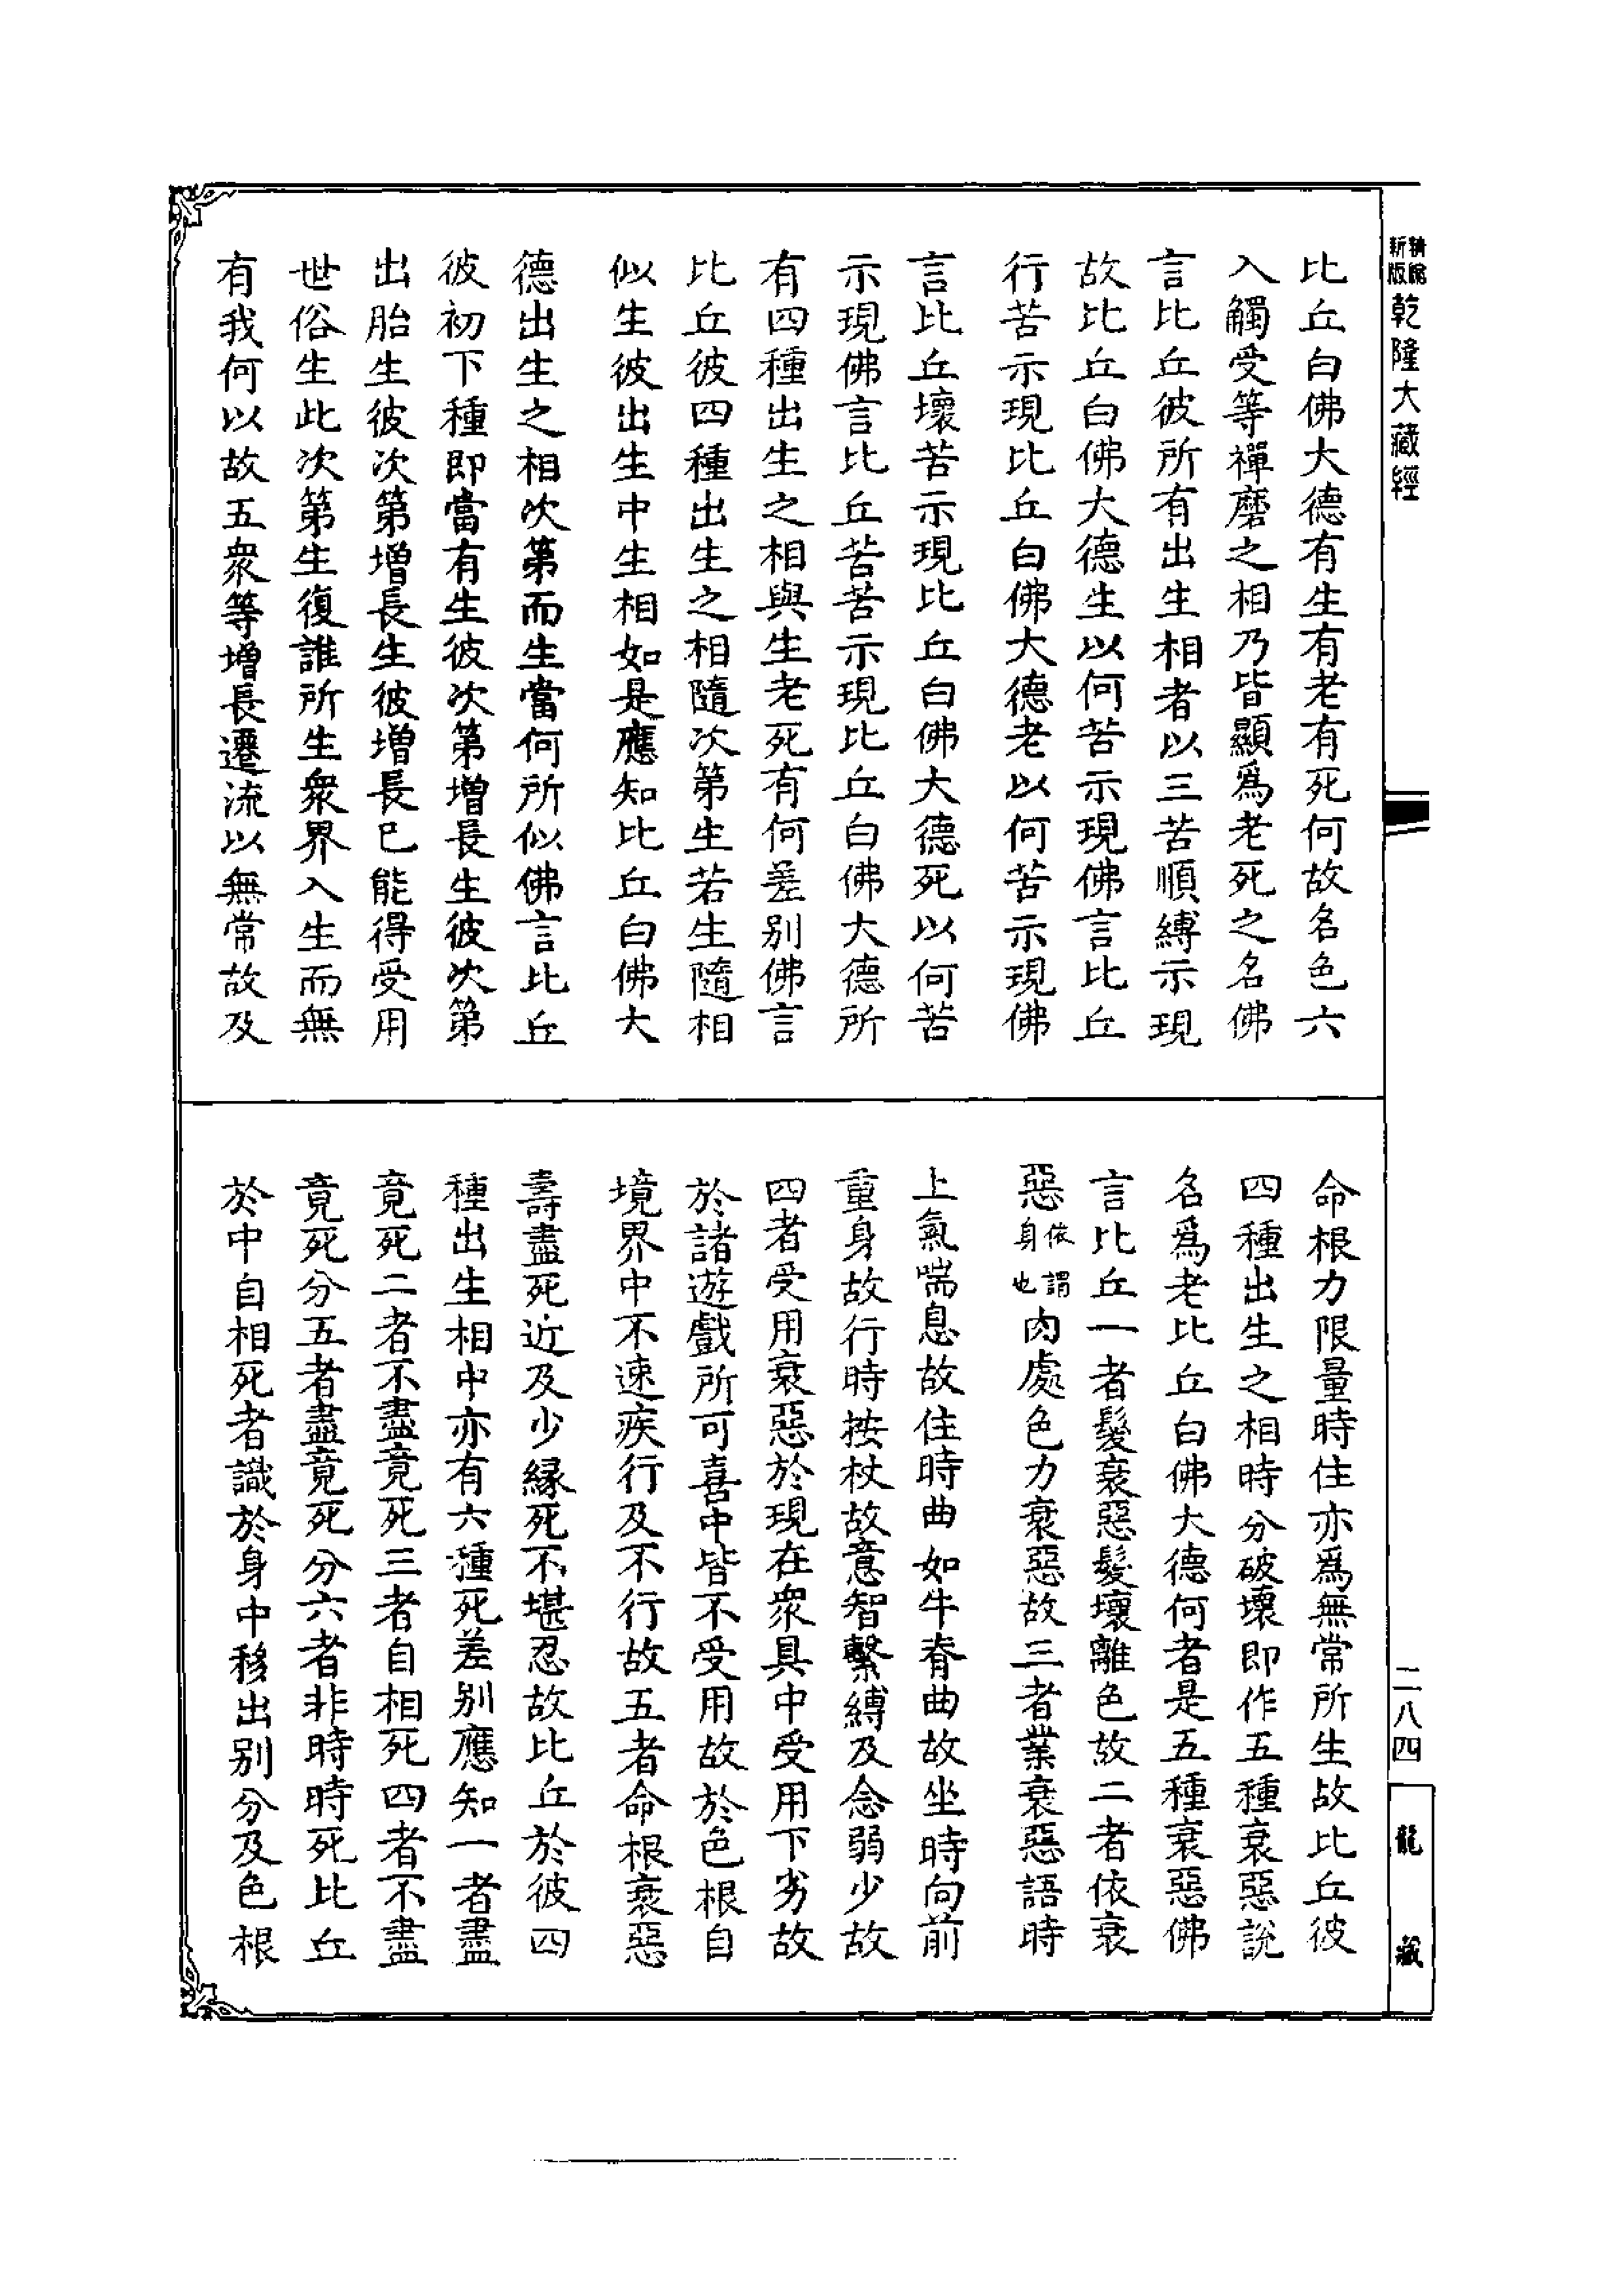 新版
乾隆大藏經
比丘白佛大德有生有老有死何故名色六
入觸受等禪磨之相乃皆顯爲老死之名佛
言比丘彼所有出生相者以三苦順縛示現
故比丘白佛大德生以何苦示現佛言比丘
行苦示現比丘白佛大德老以何苦示現佛
言比丘壞苦示現比丘白佛大德死以何苦
示現佛言比丘苦苦示現比丘白佛大德所
有四種出生之相與生老死有何差别佛言
比丘彼四種出生之相隨次第生若生隨相
似生彼出生中生相如是應知比丘白佛大
德出生之相次第而生當何所似佛言比丘
彼初下種即當有生彼次第增長生彼次第
出胎生彼次第增長生彼增長已能得受用
世俗生此次第生復誰所生衆界入生而無
有我何以故五衆等增長遷流以無常故及
命根力限量時住亦爲無常所生故比丘彼
四種出生之相時分破壞即作五種衰惡說
名爲老比丘白佛大德何者是五種衰惡佛
言比丘一者髮衰惡髮壞離色故二者依衰
惡依謂身也肉處色力衰惡故三者業衰惡語時
上氣喘息故住時曲如牛脊曲故坐時向前
重身故行時按杖故意智繫縛及念弱少故
四者受用衰惡於現在衆具中受用下劣故
於諸遊戲所可喜中皆不受用故於色根自
境界中不速疾行及不行故五者命根衰惡
壽盡死近及少緣死不堪忍故比丘於彼四
種出生相中亦有六種死差别應知一者盡
竟死二者不盡竟死三者自相死四者不盡
竟死分五者盡竟死分六者非時時死比丘
於中自相死者識於身中移出别分及色根
二八四
龍藏